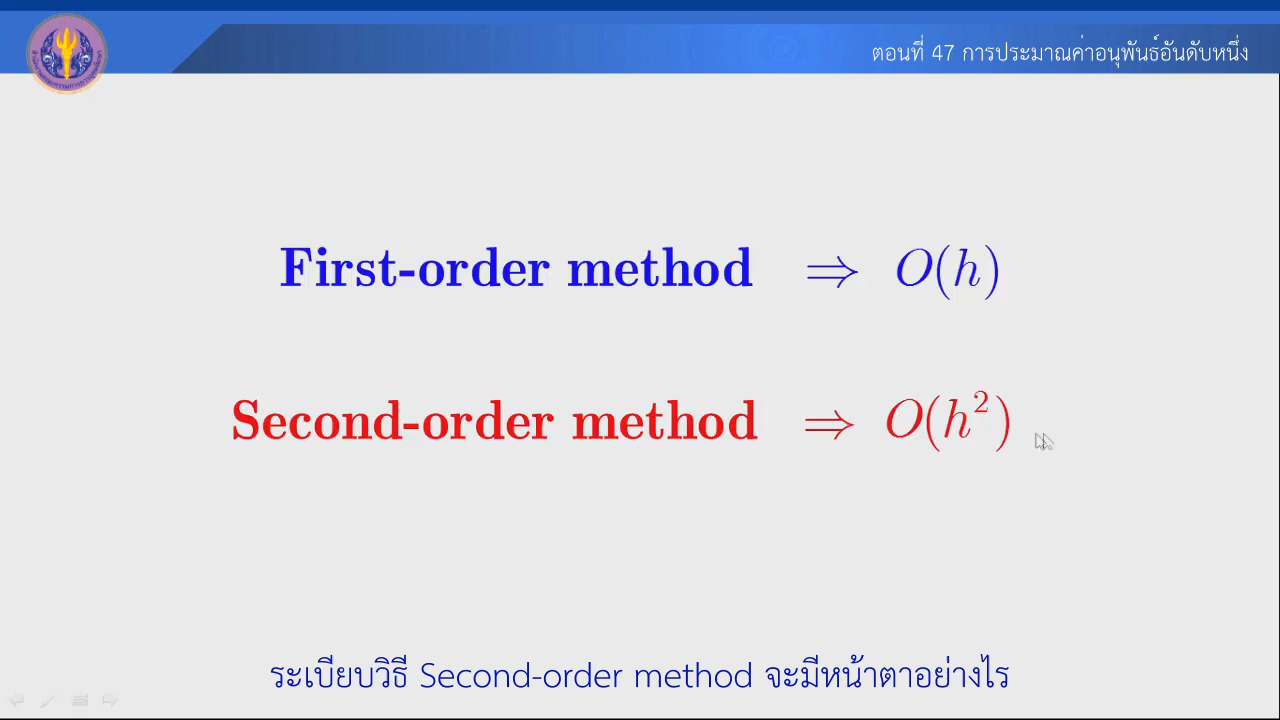 ตอนที่ 47 การประมาณค่าอนุพันธ์อันดับหนึ่ง
First-order method ⇒ O(h)
Second-order method ⇒ O(h²)
ระเบียบวิธี Second-order method จะมีหน้าตาอย่างไร